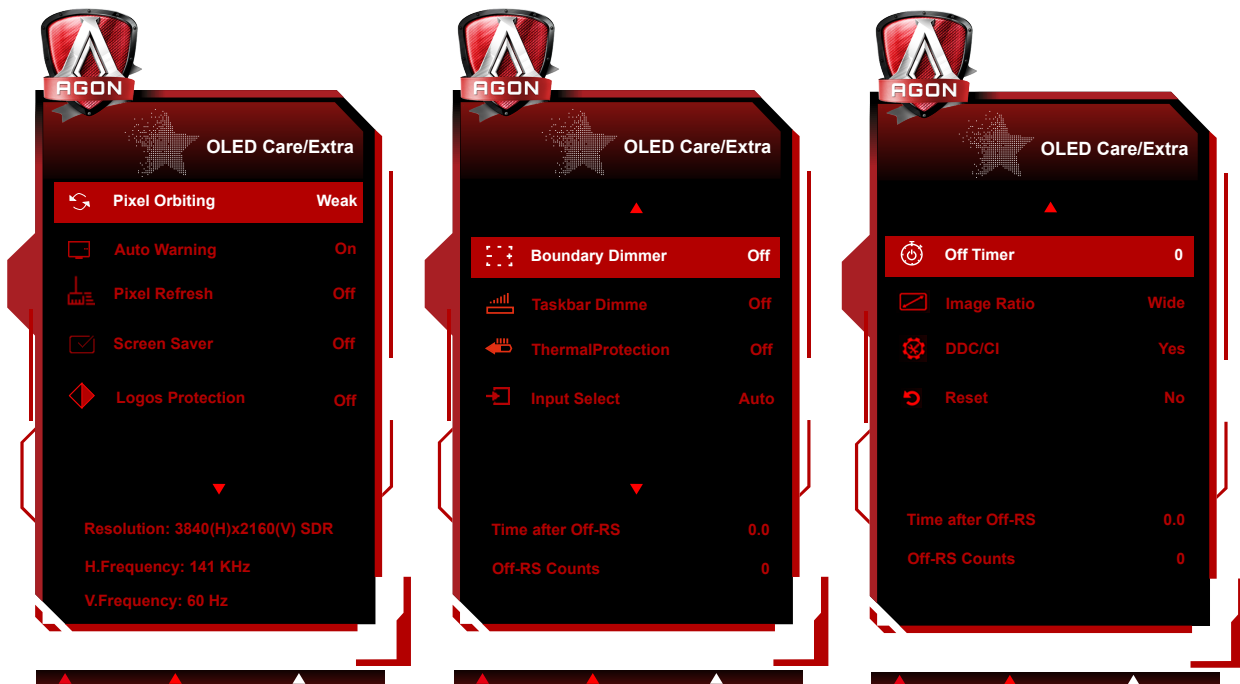 AGON
OLED Care/Extra
Pixel Orbiting Weak
Auto Warning On
Pixel Refresh Off
Screen Saver Off
Logos Protection Off
Resolution: 3840(H)x2160(V) SDR
H.Frequency: 141 KHz
V.Frequency: 60 Hz
AGON
OLED Care/Extra
Boundary Dimmer Off
Taskbar Dimme Off
ThermalProtection Off
Input Select Auto
Time after Off-RS 0.0
Off-RS Counts 0
AGON
OLED Care/Extra
Off Timer 0
Image Ratio Wide
DDC/CI Yes
Reset No
Time after Off-RS 0.0
Off-RS Counts 0